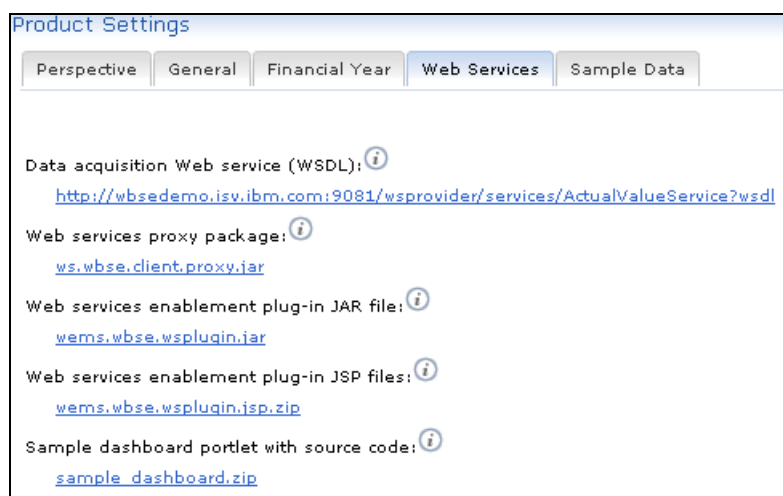 Product Settings
Perspective General Financial Year Web Services Sample Data
Data acquisition Web service (WSDL):
http://wbsedemo.isv.ibm.com:9081/wsprovider/services/ActualValueService?wsdl
Web services proxy package:
ws.wbse.client.proxy.jar
Web services enablement plug-in JAR file:
wems.wbse.wsplugin.jar
Web services enablement plug-in JSP files:
wems.wbse.wsplugin.jsp.zip
Sample dashboard portlet with source code:
sample_dashboard.zip